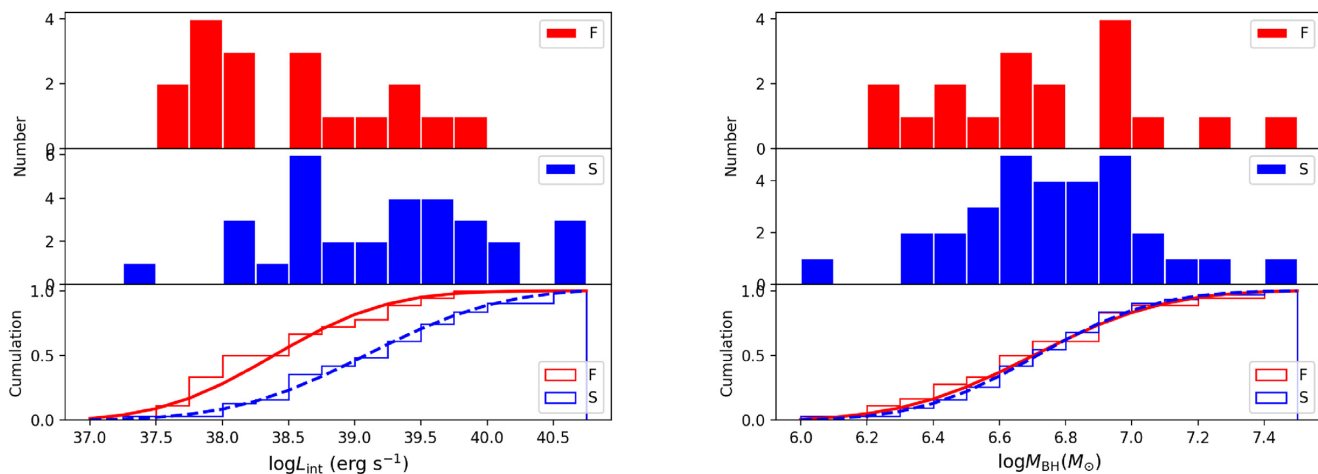 4
2
0
Number
F
6
4
2
0
S
1.0
0.5
0.0
Cumulation
F
S
37.0 37.5 38.0 38.5 39.0 39.5 40.0 40.5
logL_int (erg s⁻¹)
4
2
0
Number
F
4
2
0
Number
S
1.0
0.5
0.0
Cumulation
F
S
6.0 6.2 6.4 6.6 6.8 7.0 7.2 7.4
logM_BH(M_⊙)